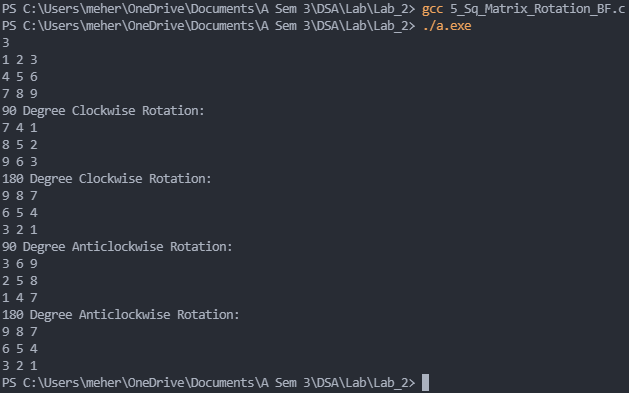 PS C:\Users\meher\OneDrive\Documents\A Sem 3\DSA\Lab\Lab_2> gcc 5_Sq_Matrix_Rotation_BF.c
PS C:\Users\meher\OneDrive\Documents\A Sem 3\DSA\Lab\Lab_2> ./a.exe
3
1 2 3
4 5 6
7 8 9
90 Degree Clockwise Rotation:
7 4 1
8 5 2
9 6 3
180 Degree Clockwise Rotation:
9 8 7
6 5 4
3 2 1
90 Degree Anticlockwise Rotation:
3 6 9
2 5 8
1 4 7
180 Degree Anticlockwise Rotation:
9 8 7
6 5 4
3 2 1
PS C:\Users\meher\OneDrive\Documents\A Sem 3\DSA\Lab\Lab_2>